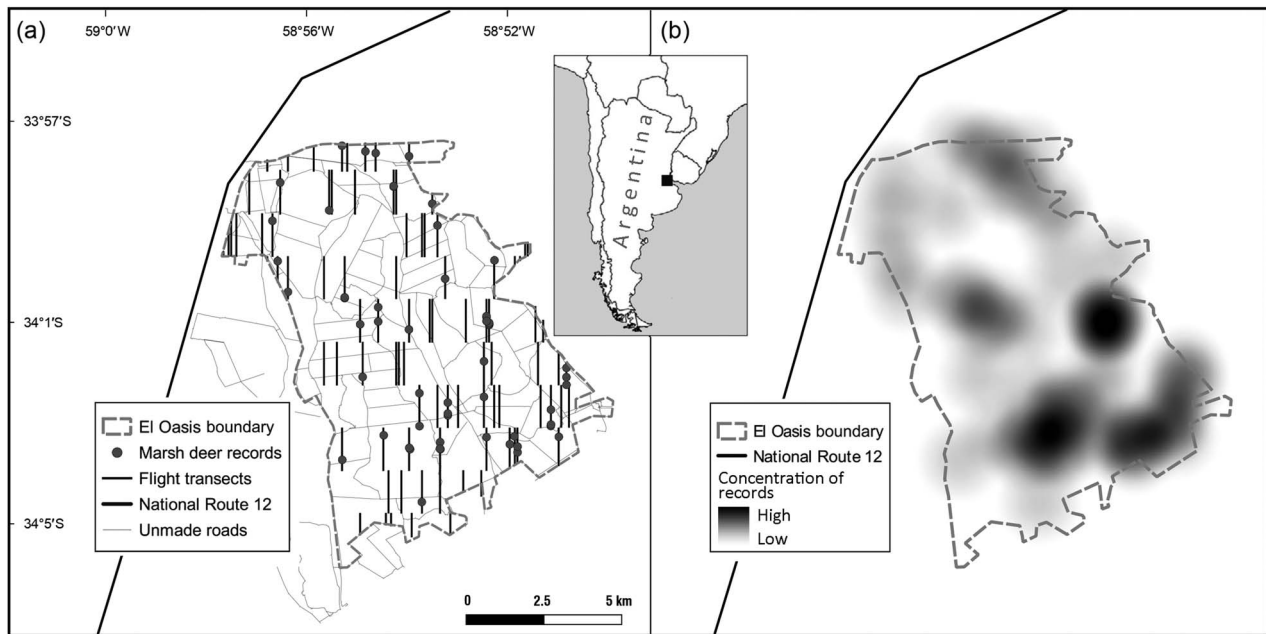 (a)
59°0'W
58°56'W
58°52'W
(b)
33°57'S
34°1'S
34°5'S
Argentina
El Oasis boundary
Marsh deer records
Flight transects
National Route 12
Unmade roads
0
2.5
5 km
El Oasis boundary
National Route 12
Concentration of
records
High
Low